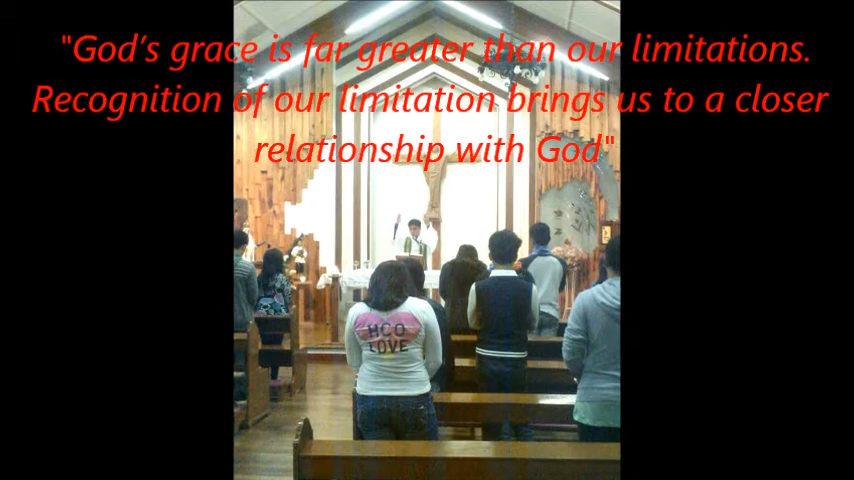 "God's grace is far greater than our limitations.
Recognition of our limitation brings us to a closer
relationship with God"
HCO
LOVE